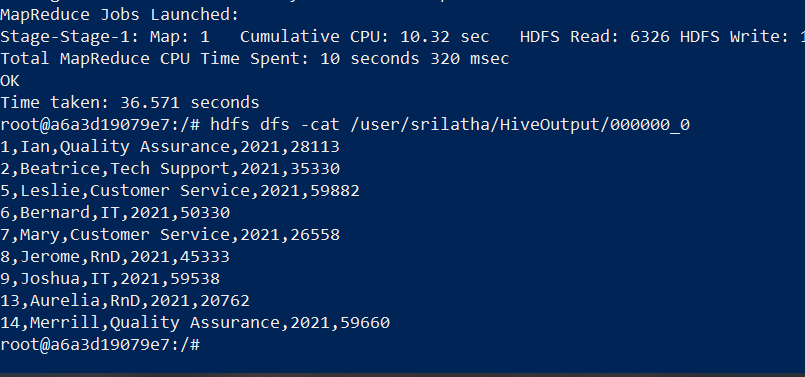 MapReduce Jobs Launched:
Stage-Stage-1: Map: 1   Cumulative CPU: 10.32 sec   HDFS Read: 6326 HDFS Write: 1
Total MapReduce CPU Time Spent: 10 seconds 320 msec
OK
Time taken: 36.571 seconds
root@a6a3d19079e7:/# hdfs dfs -cat /user/srilatha/HiveOutput/000000_0
1,Ian,Quality Assurance,2021,28113
2,Beatrice,Tech Support,2021,35330
5,Leslie,Customer Service,2021,59882
6,Bernard,IT,2021,50330
7,Mary,Customer Service,2021,26558
8,Jerome,RnD,2021,45333
9,Joshua,IT,2021,59538
13,Aurelia,RnD,2021,20762
14,Merrill,Quality Assurance,2021,59660
root@a6a3d19079e7:/#